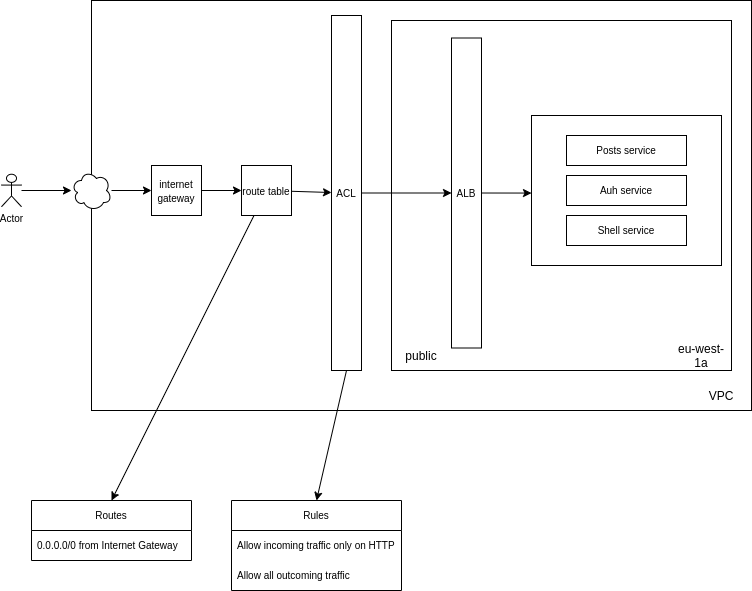 Actor
internet
gateway
route table
ACL
ALB
Posts service
Auh service
Shell service
public
eu-west-
1a
VPC
Routes
0.0.0.0/0 from Internet Gateway
Rules
Allow incoming traffic only on HTTP
Allow all outcoming traffic